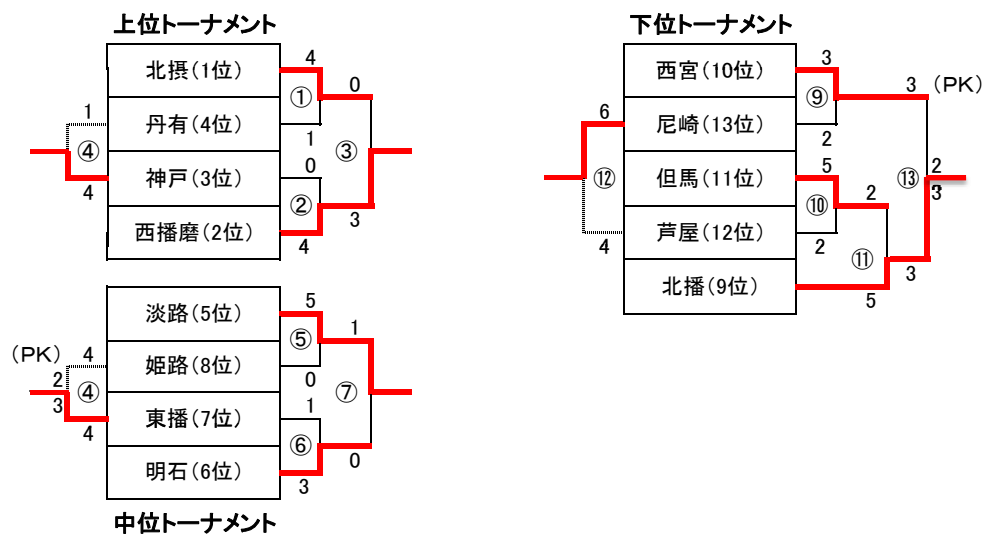 上位トーナメント
北摂(1位)
丹有(4位)
神戸(3位)
西播磨(2位)
4
①
1
0
②
4
0
③
3
1
④
4
淡路(5位)
姫路(8位)
東播(7位)
明石(6位)
5
⑤
0
1
⑥
3
1
⑦
0
(PK)
4
2
④
3
4
中位トーナメント
下位トーナメント
西宮(10位)
尼崎(13位)
但馬(11位)
芦屋(12位)
北播(9位)
3
⑨
2
5
⑩
2
2
⑪
5
3 (PK)
⑬
2
3
3
6
⑫
4